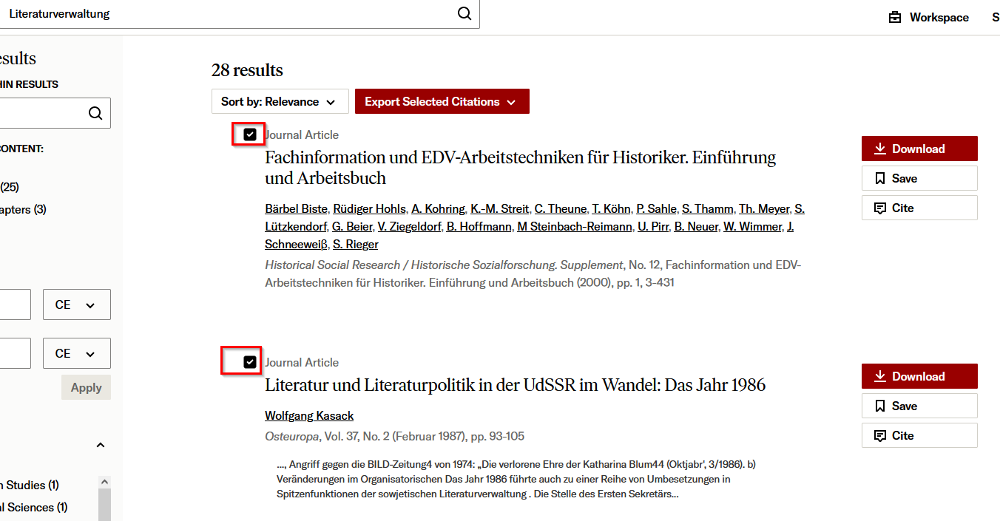 Literaturverwaltung
Workspace
S
esults
HIN RESULTS
CONTENT:
(25)
apters (3)
CE
CE
Apply
n Studies (1)
al Sciences (1)
28 results
Sort by: Relevance
Export Selected Citations
Journal Article
Fachinformation und EDV-Arbeitstechniken für Historiker. Einführung
und Arbeitsbuch
Bärbel Biste, Rüdiger Hohls, A. Kohring, K.-M. Streit, C. Theune, T. Köhn, P. Sahle, S. Thamm, Th. Meyer, S.
Lützkendorf, G. Beier, V. Ziegeldorf, B. Hoffmann, M Steinbach-Reimann, U. Pirr, B. Neuer, W. Wimmer, J.
Schneeweiß, S. Rieger
Historical Social Research / Historische Sozialforschung. Supplement, No. 12, Fachinformation und EDV-
Arbeitstechniken für Historiker. Einführung und Arbeitsbuch (2000), pp. 1, 3-431
Download
Save
Cite
Journal Article
Literatur und Literaturpolitik in der UdSSR im Wandel: Das Jahr 1986
Wolfgang Kasack
Osteuropa, Vol. 37, No. 2 (Februar 1987), pp. 93-105
..., Angriff gegen die BILD-Zeitung4 von 1974: „Die verlorene Ehre der Katharina Blum44 (Oktjabr', 3/1986). b)
Veränderungen im Organisatorischen Das Jahr 1986 führte auch zu einer Reihe von Umbesetzungen in
Spitzenfunktionen der sowjetischen Literaturverwaltung . Die Stelle des Ersten Sekretärs...
Download
Save
Cite